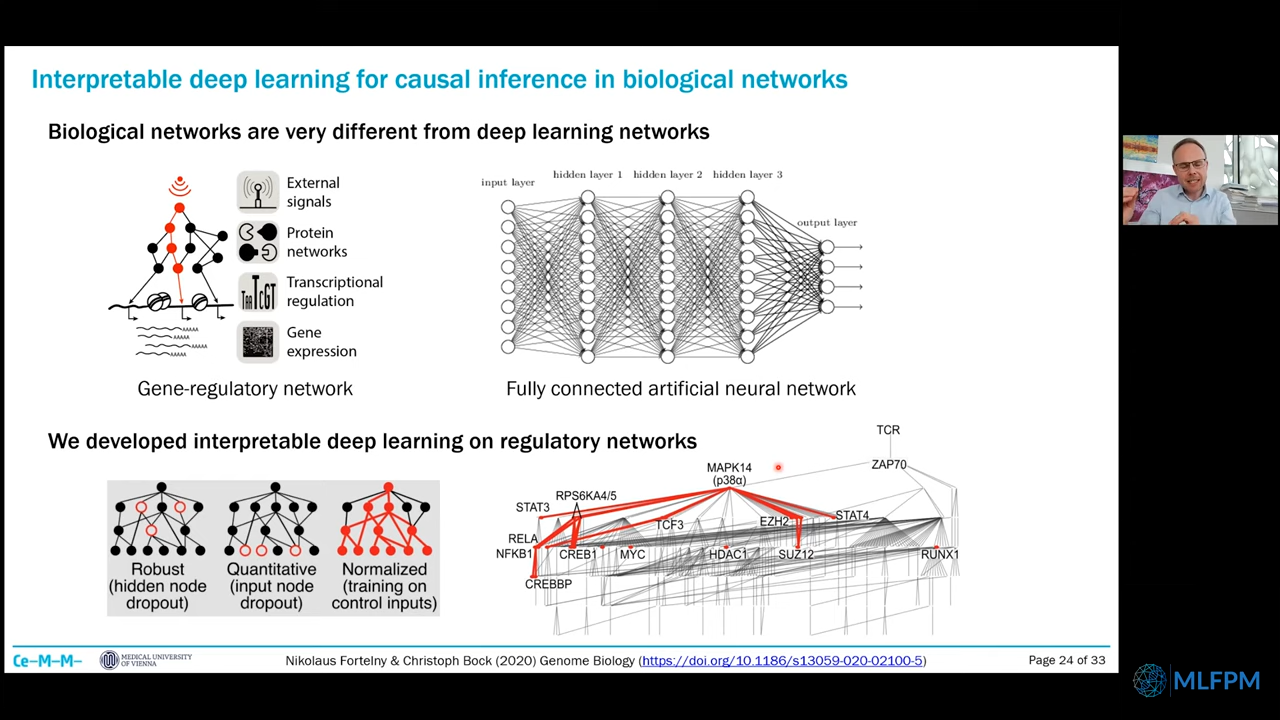 Interpretable deep learning for causal inference in biological networks
Biological networks are very different from deep learning networks
External
signals
Protein
networks
TAATCGT
Transcriptional
regulation
Gene
expression
AAAAA
AAAAA
AAAAA
AAAAA
Gene-regulatory network
input layer
hidden layer 1
hidden layer 2
hidden layer 3
output layer
Fully connected artificial neural network
We developed interpretable deep learning on regulatory networks
Robust
(hidden node
dropout)
Quantitative
(input node
dropout)
Normalized
(training on
control inputs)
TCR
ZAP70
MAPK14
(p38α)
RPS6KA4/5
STAT3
TCF3
EZH2
STAT4
RELA
NFKB1
CREB1
MYC
HDAC1
SUZ12
RUNX1
CREBBP
Ce-M-M-
MEDICAL UNIVERSITY
OF VIENNA
Nikolaus Fortelny & Christoph Bock (2020) Genome Biology (https://doi.org/10.1186/s13059-020-02100-5)
Page 24 of 33
MLFPM